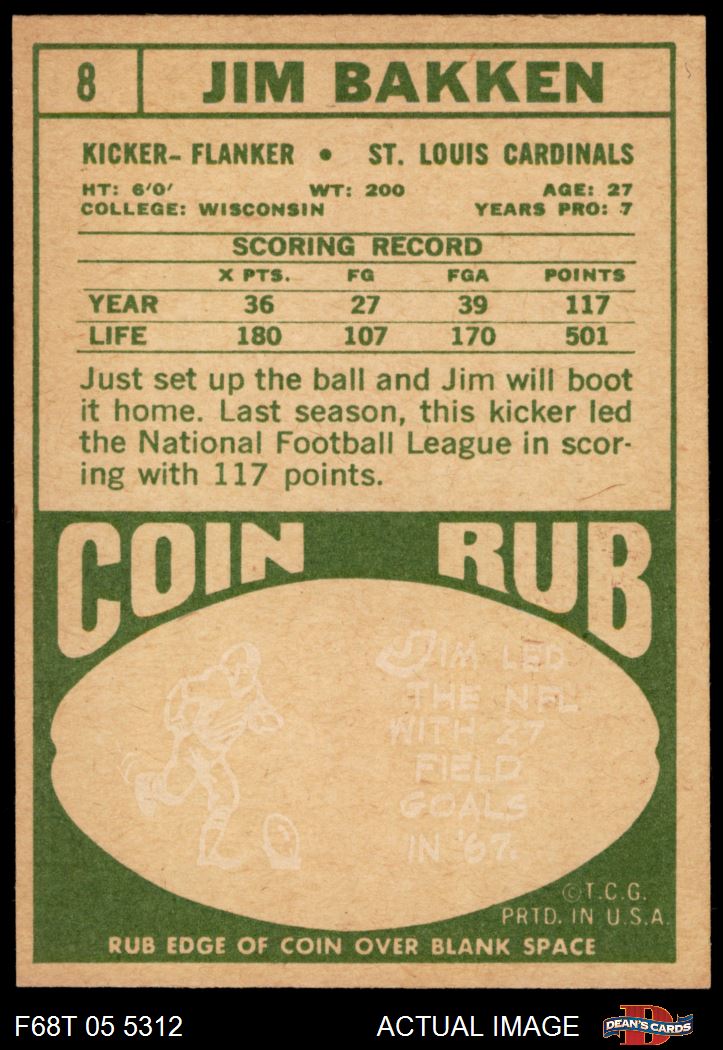 8 JIM BAKKEN
KICKER- FLANKER • ST. LOUIS CARDINALS
HT: 6'0' WT: 200 AGE: 27
COLLEGE: WISCONSIN YEARS PRO: 7
SCORING RECORD
X PTS. FG FGA POINTS
YEAR 36 27 39 117
LIFE 180 107 170 501
Just set up the ball and Jim will boot
it home. Last season, this kicker led
the National Football League in scor-
ing with 117 points.
COIN RUB
JIM LED
THE NFL
WITH 27
FIELD
GOALS
IN '67.
©T.C.G.
PRTD. IN U.S.A.
RUB EDGE OF COIN OVER BLANK SPACE
F68T 05 5312 ACTUAL IMAGE D DEAN'S CARDS